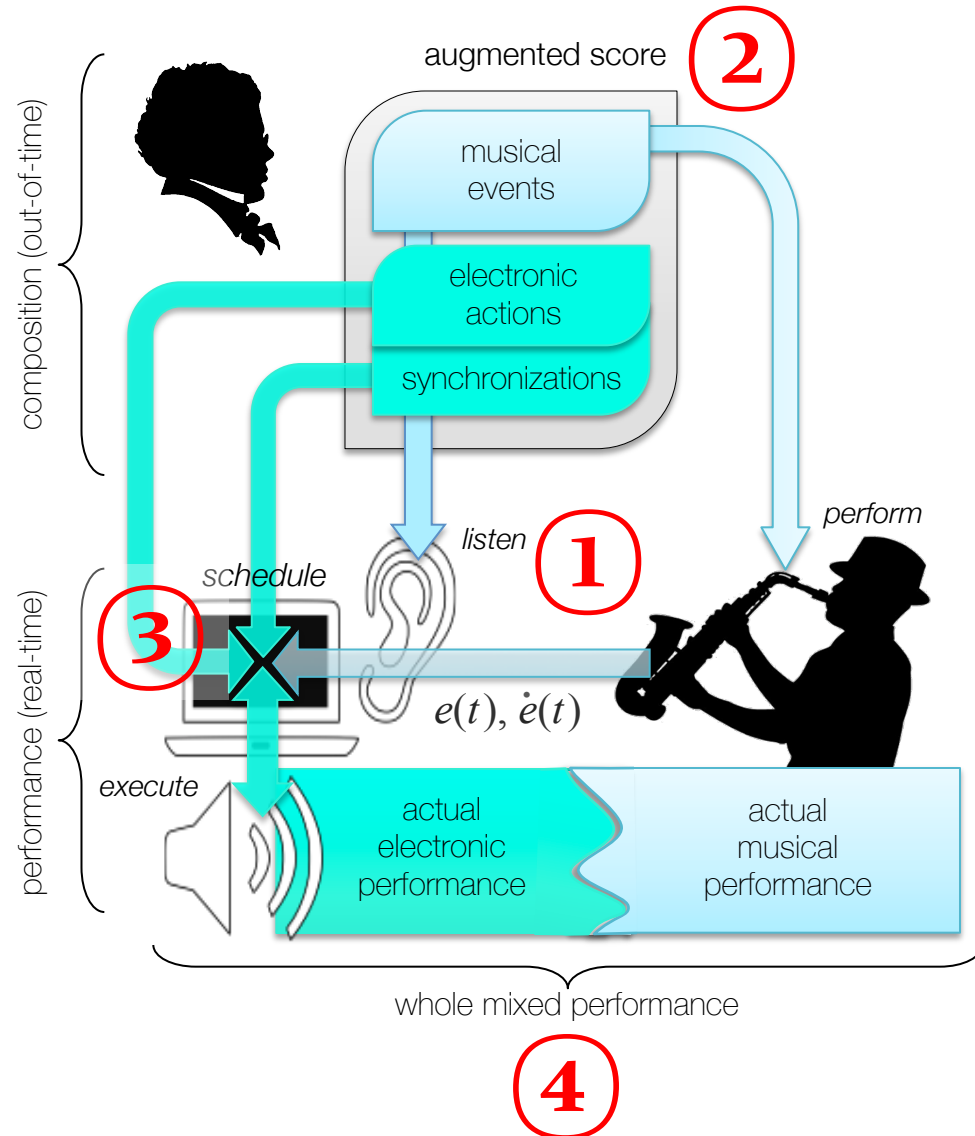 augmented score
2
composition (out-of-time)
musical
events
electronic
actions
synchronizations
listen
1
perform
schedule
3
e(t), ė(t)
performance (real-time)
execute
actual
electronic
performance
actual
musical
performance
whole mixed performance
4